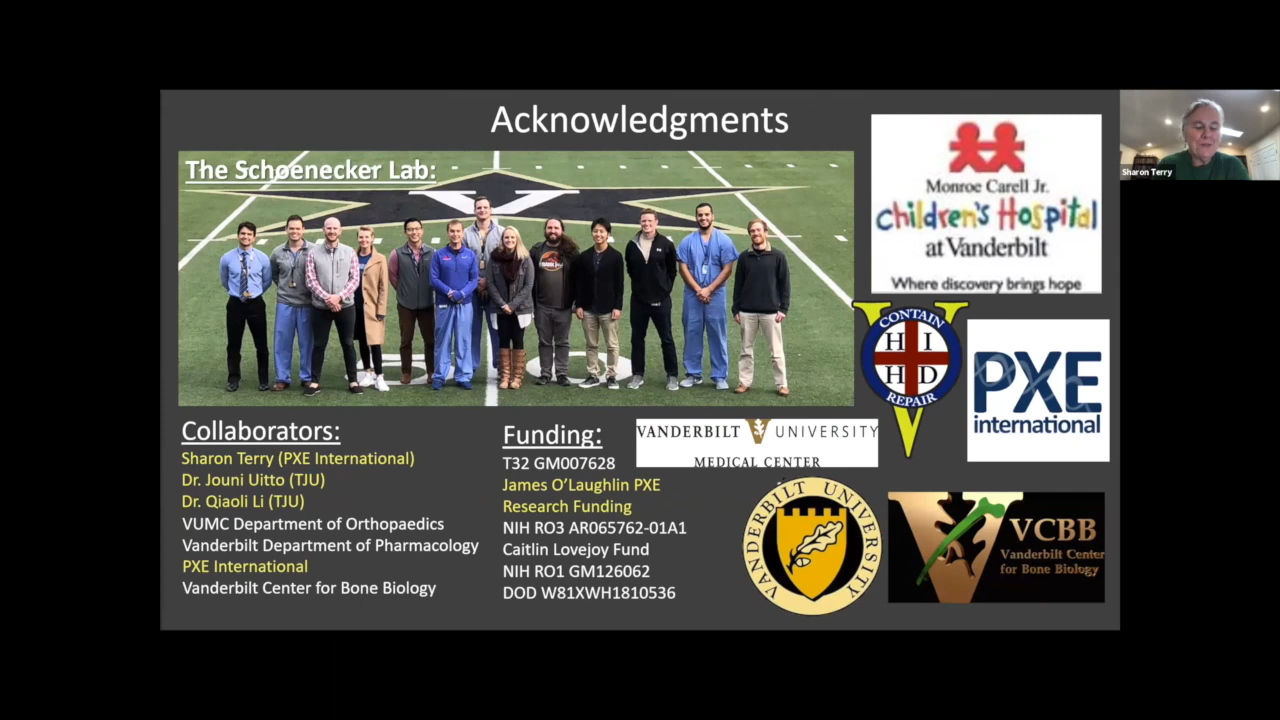 Acknowledgments
The Schoenecker Lab:
Monroe Carell Jr.
Children's Hospital
at Vanderbilt
Where discovery brings hope
Sharon Terry
CONTAIN
H I
H D
REPAIR
PXE
international
Collaborators:
Sharon Terry (PXE International)
Dr. Jouni Uitto (TJU)
Dr. Qiaoli Li (TJU)
VUMC Department of Orthopaedics
Vanderbilt Department of Pharmacology
PXE International
Vanderbilt Center for Bone Biology
Funding:
T32 GM007628
James O'Laughlin PXE
Research Funding
NIH RO3 AR065762-01A1
Caitlin Lovejoy Fund
NIH RO1 GM126062
DOD W81XWH1810536
VANDERBILT UNIVERSITY
MEDICAL CENTER
VANDERBILT UNIVERSITY
VCBB
Vanderbilt Center
for Bone Biology